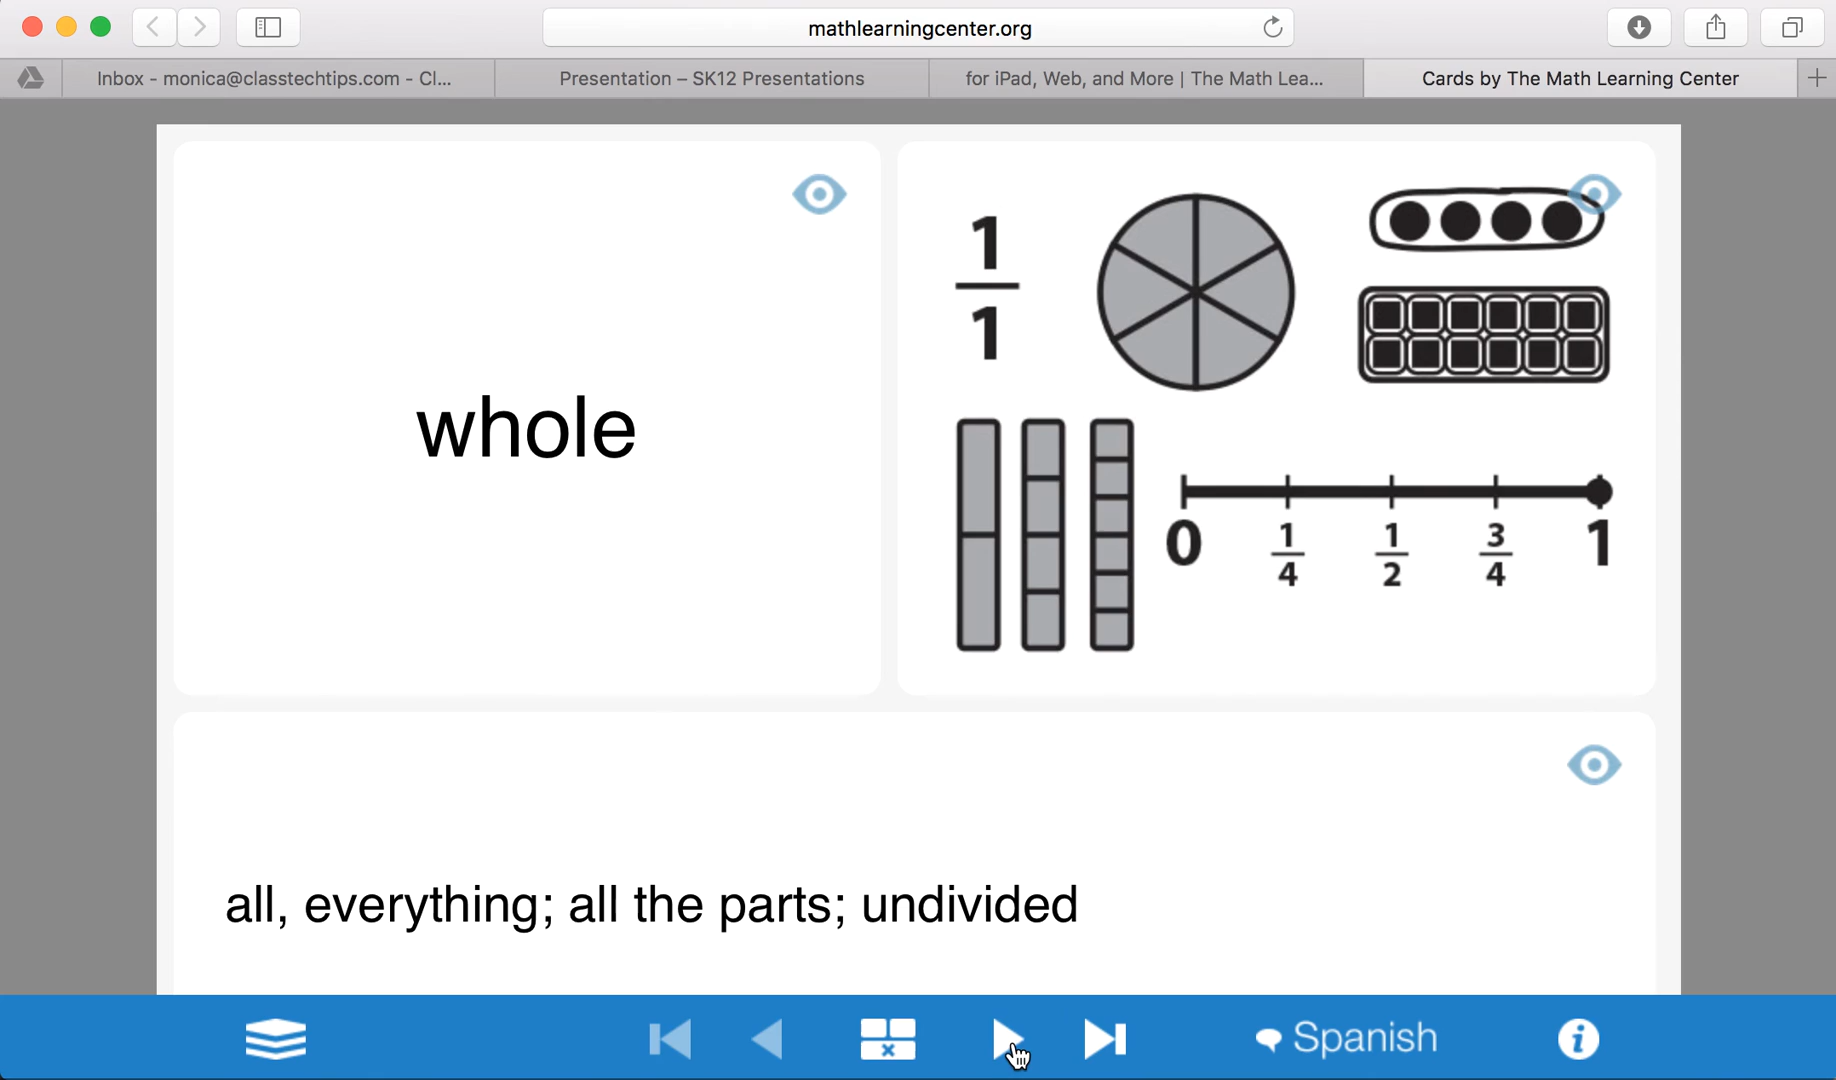 mathlearningcenter.org
Inbox - monica@classtechtips.com - Cl...
Presentation – SK12 Presentations
for iPad, Web, and More | The Math Lea...
Cards by The Math Learning Center
whole
1
1
0
1
4
1
2
3
4
1
all, everything; all the parts; undivided
Spanish